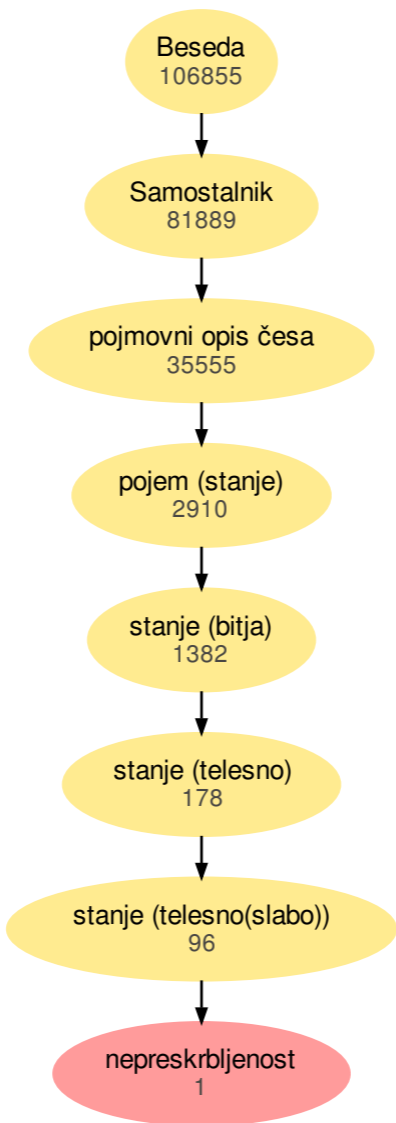 Beseda
106855
Samostalnik
81889
pojmovni opis česa
35555
pojem (stanje)
2910
stanje (bitja)
1382
stanje (telesno)
178
stanje (telesno(slabo))
96
nepreskrbljenost
1